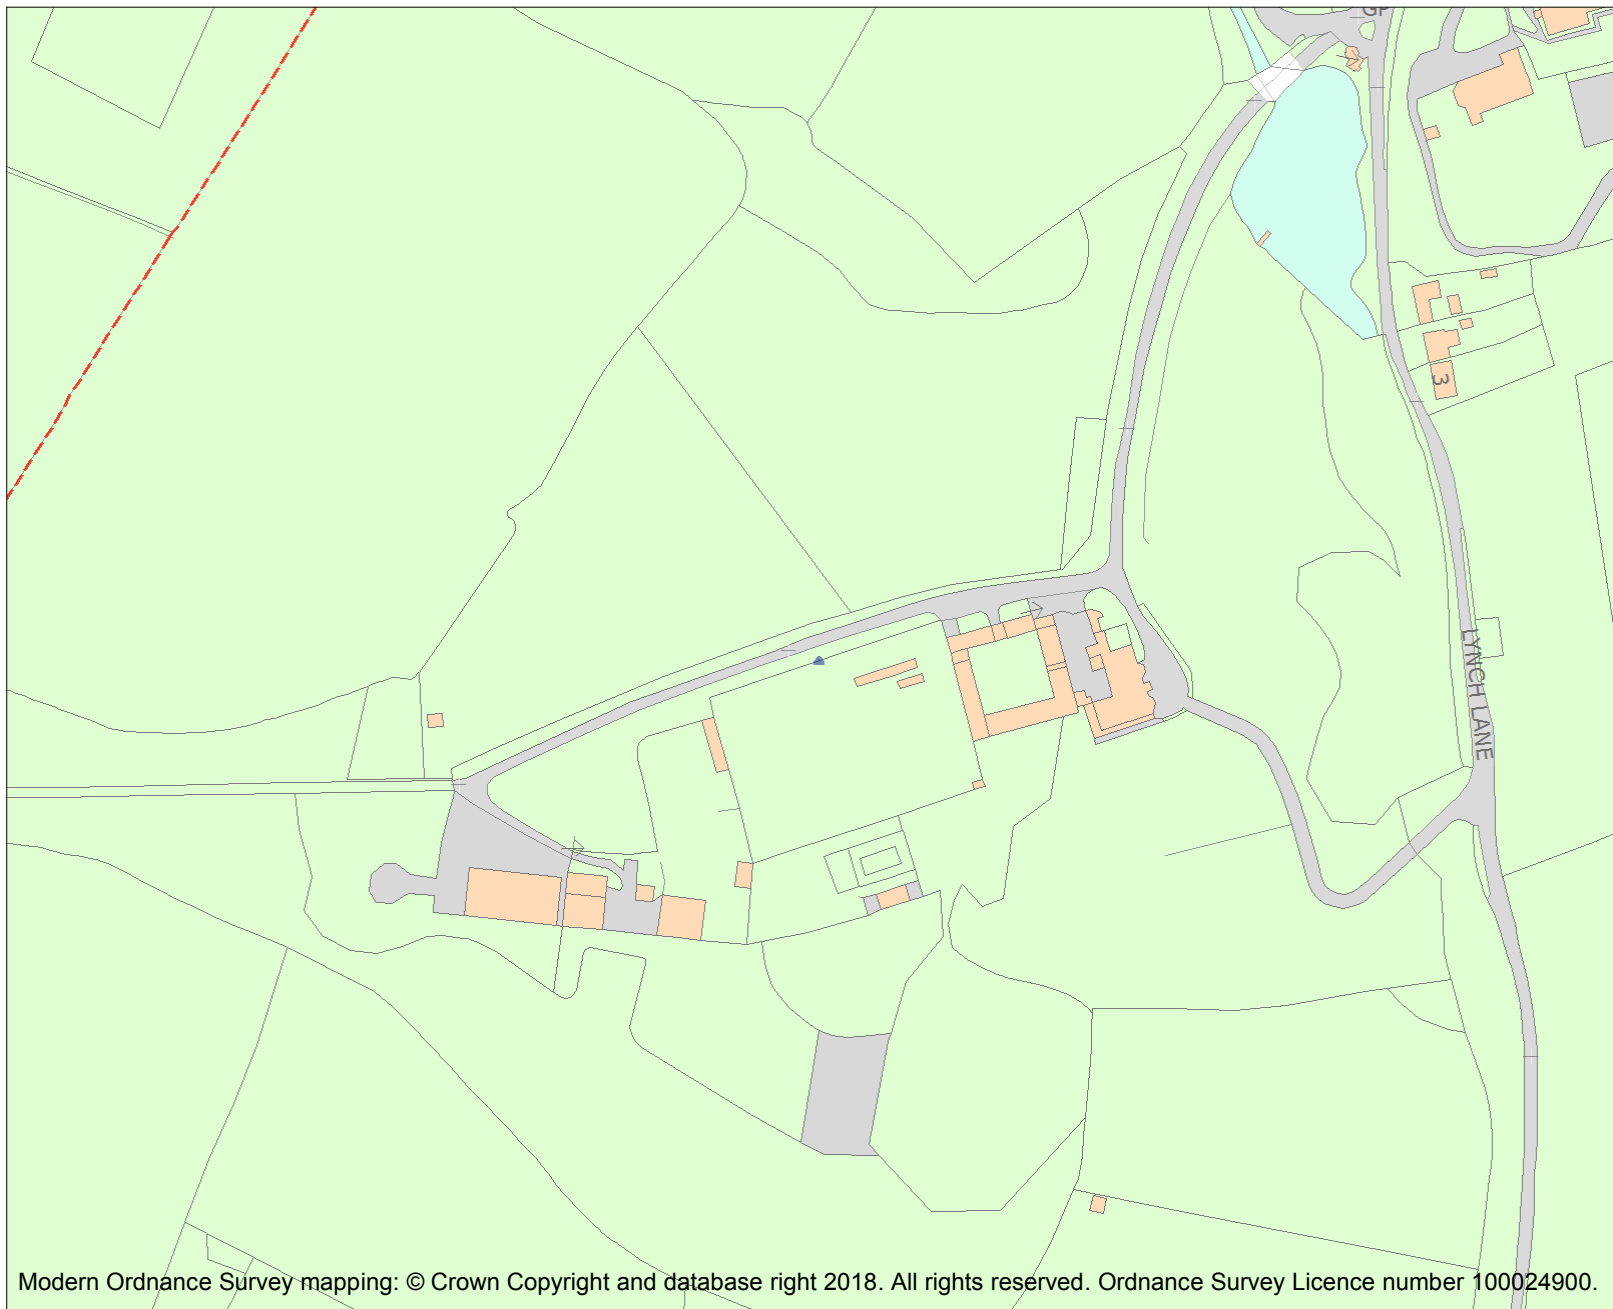 GP
3
LYNCH LANE
Modern Ordnance Survey mapping: © Crown Copyright and database right 2018. All rights reserved. Ordnance Survey Licence number 100024900.